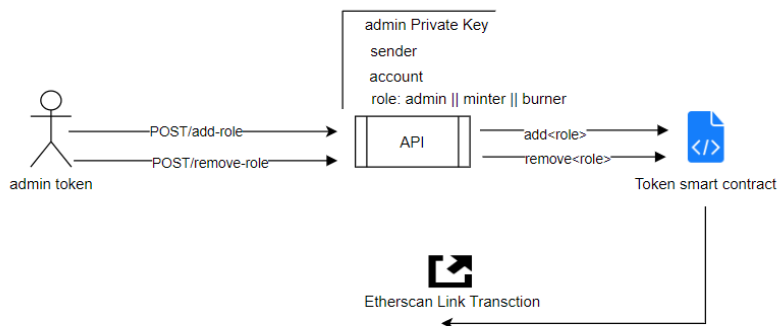 admin Private Key
sender
account
role: admin || minter || burner
POST/add-role
API
add<role>
POST/remove-role
remove<role>
admin token
Token smart contract
Etherscan Link Transction